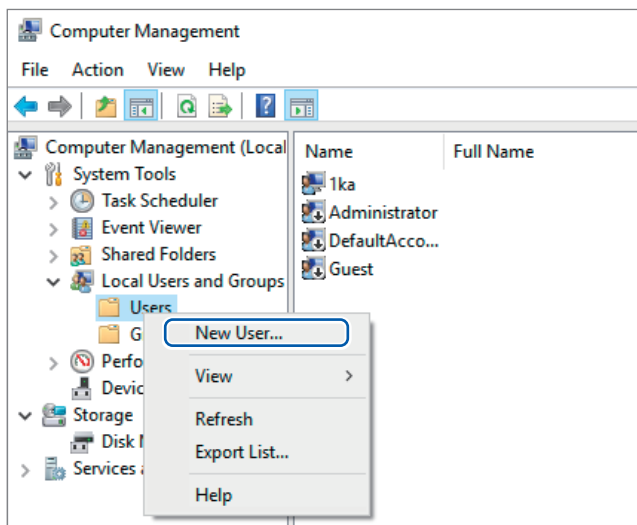 Computer Management
File Action View Help
Computer Management (Local
System Tools
Task Scheduler
Event Viewer
Shared Folders
Local Users and Groups
Users
G
Perfo
Devic
Storage
Disk M
Services a
Name Full Name
1ka
Administrator
DefaultAcco...
Guest
New User...
View
Refresh
Export List...
Help